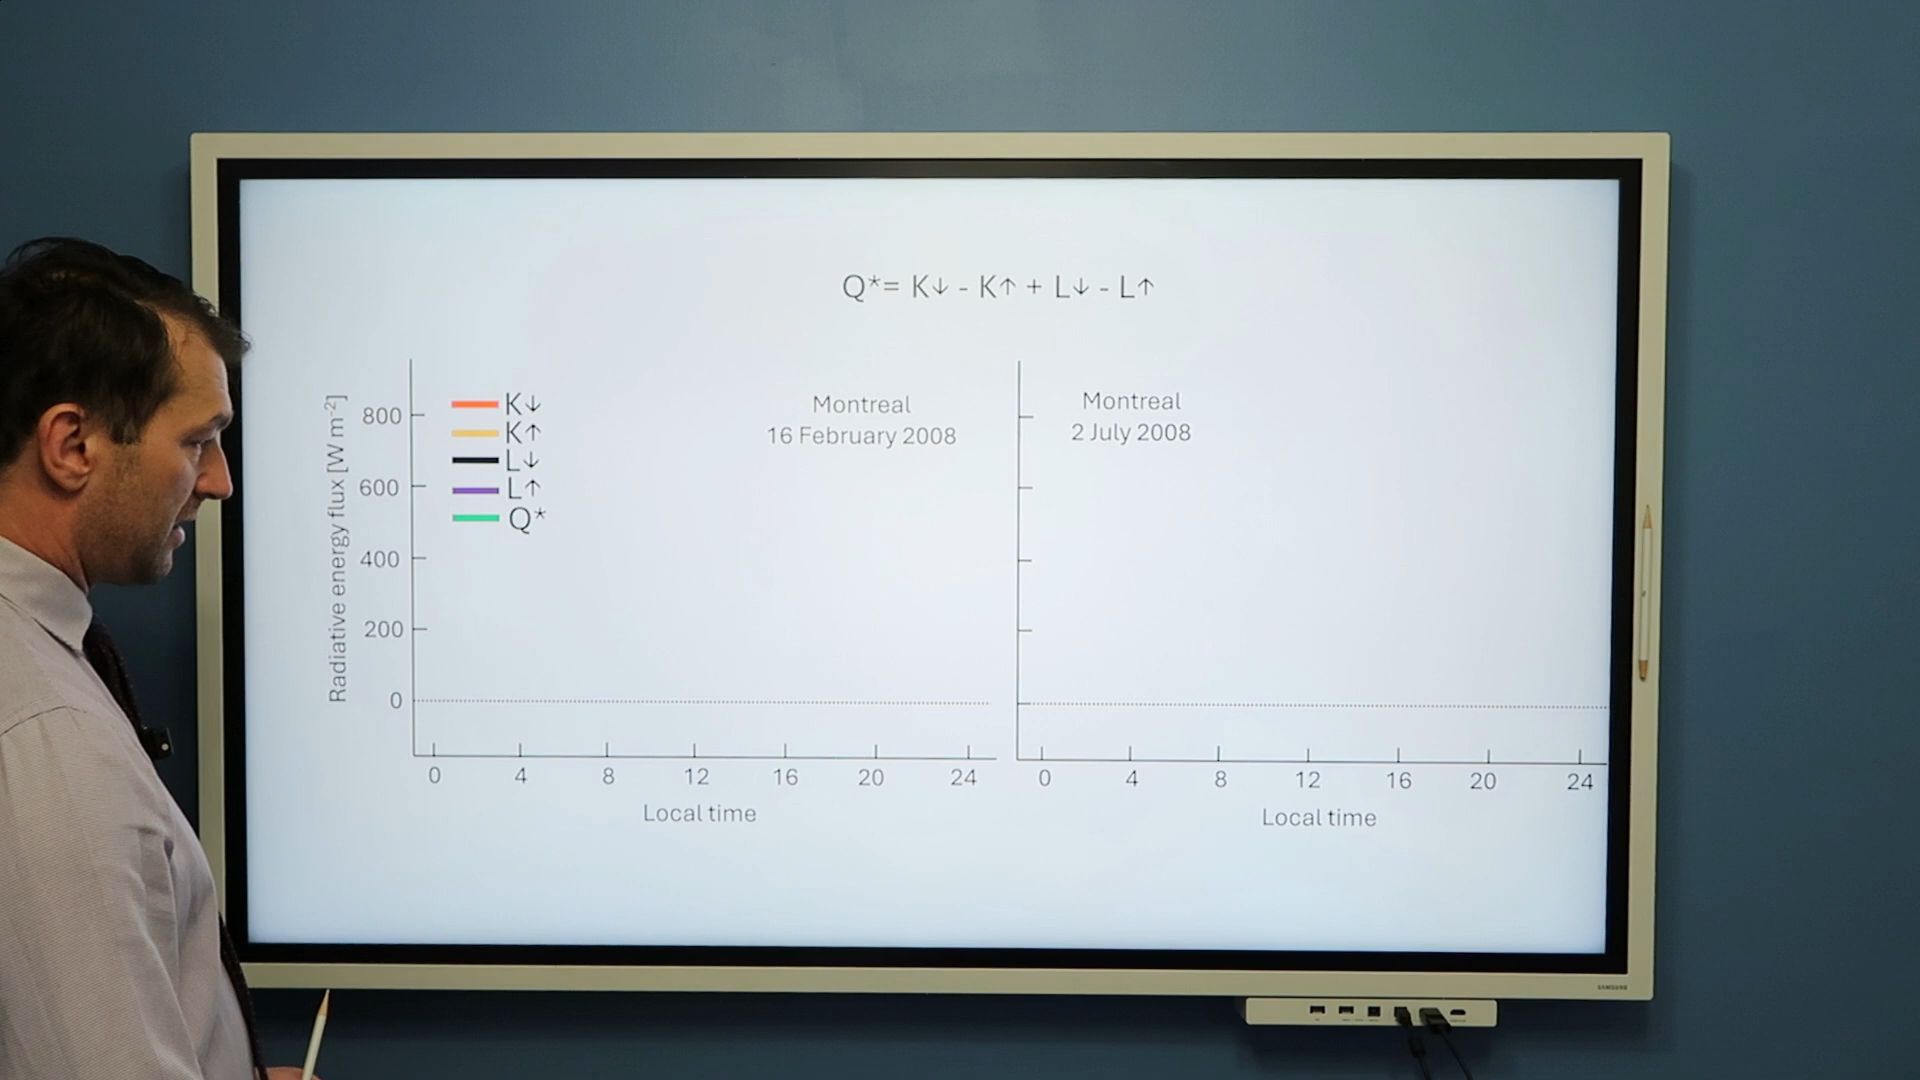 Q*= K↓ - K↑ + L↓ - L↑
Radiative energy flux [W m-2]
800
600
400
200
0
K↓
K↑
L↓
L↑
Q*
Montreal
16 February 2008
0 4 8 12 16 20 24
Local time
Montreal
2 July 2008
0 4 8 12 16 20 24
Local time
SAMSUNG